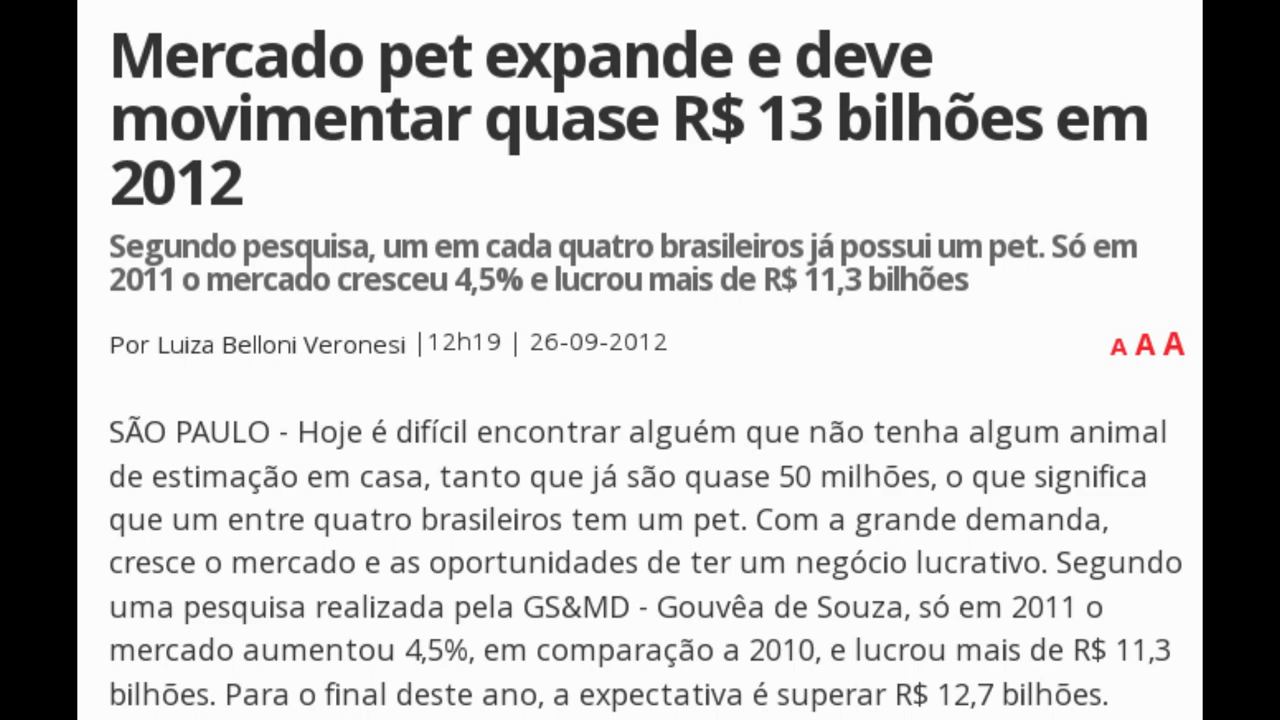 Mercado pet expande e deve
movimentar quase R$ 13 bilhões em
2012
Segundo pesquisa, um em cada quatro brasileiros já possui um pet. Só em
2011 o mercado cresceu 4,5% e lucrou mais de R$ 11,3 bilhões
Por Luiza Belloni Veronesi |12h19 | 26-09-2012
A A A
SÃO PAULO - Hoje é difícil encontrar alguém que não tenha algum animal
de estimação em casa, tanto que já são quase 50 milhões, o que significa
que um entre quatro brasileiros tem um pet. Com a grande demanda,
cresce o mercado e as oportunidades de ter um negócio lucrativo. Segundo
uma pesquisa realizada pela GS&MD - Gouvêa de Souza, só em 2011 o
mercado aumentou 4,5%, em comparação a 2010, e lucrou mais de R$ 11,3
bilhões. Para o final deste ano, a expectativa é superar R$ 12,7 bilhões.